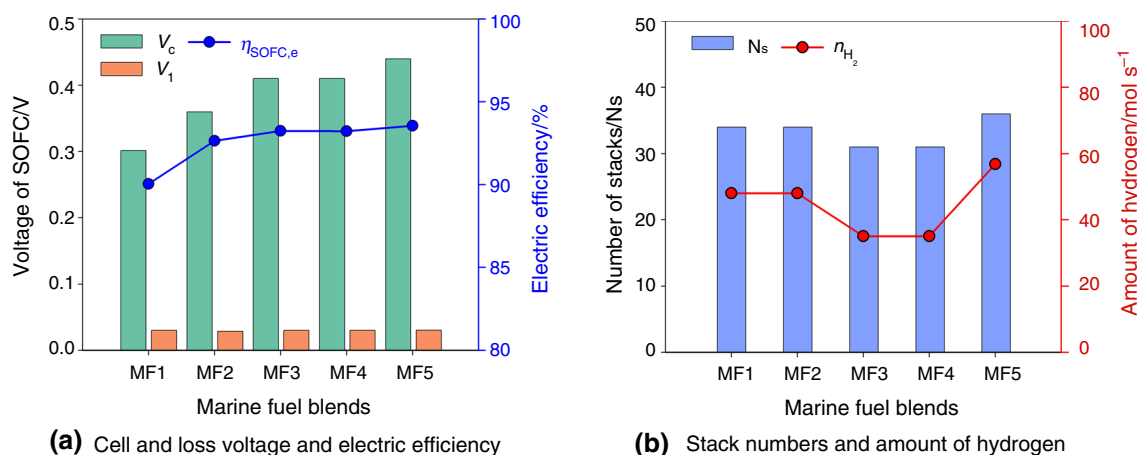 0.5
0.4
0.3
0.2
0.1
0.0
Voltage of SOFC/V
V_c
V_1
η_SOFC,e
100
95
90
85
80
Electric efficiency/%
MF1 MF2 MF3 MF4 MF5
Marine fuel blends
(a) Cell and loss voltage and electric efficiency
50
40
30
20
10
0
Number of stacks/Ns
Ns
n_H₂
100
80
60
40
20
0
Amount of hydrogen/mol s⁻¹
MF1 MF2 MF3 MF4 MF5
Marine fuel blends
(b) Stack numbers and amount of hydrogen